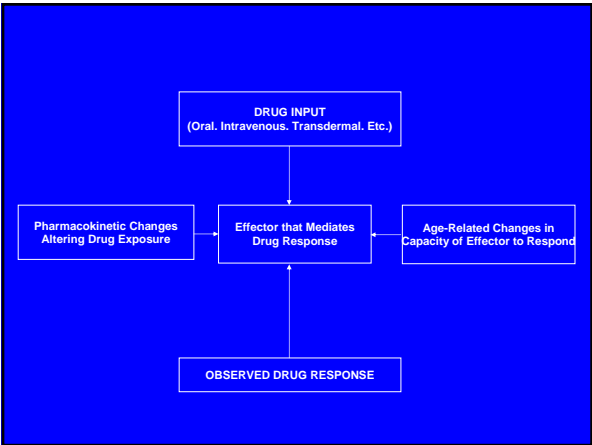 DRUG INPUT
(Oral. Intravenous. Transdermal. Etc.)
Pharmacokinetic Changes
Altering Drug Exposure
Effector that Mediates
Drug Response
Age-Related Changes in
Capacity of Effector to Respond
OBSERVED DRUG RESPONSE